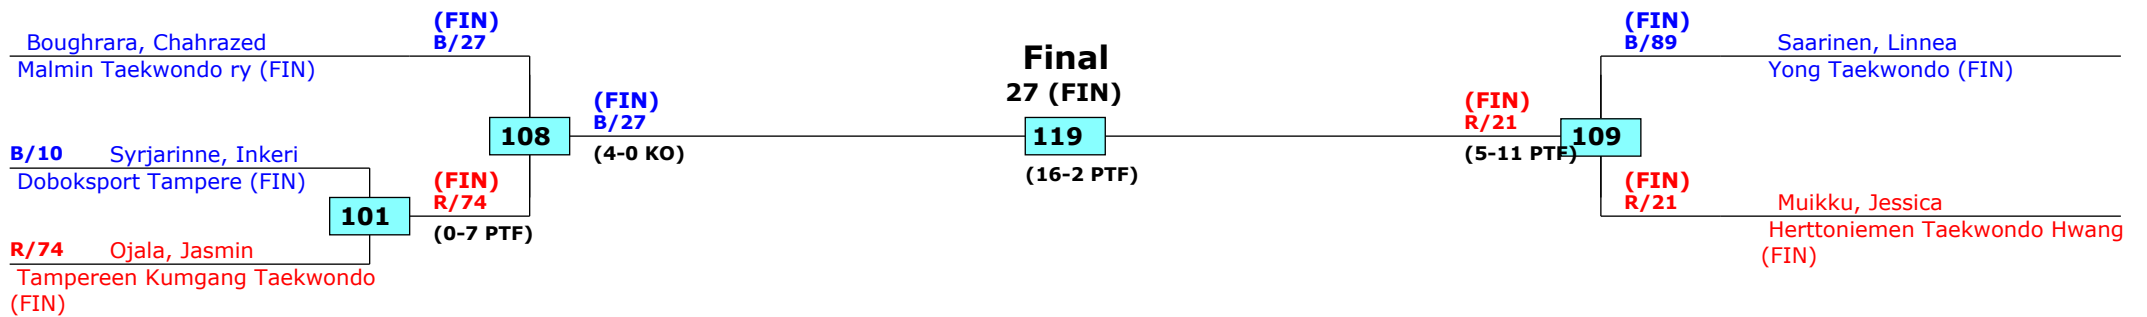 (FIN)
B/27
Boughrara, Chahrazed
Malmin Taekwondo ry (FIN)
B/10 Syrjarinne, Inkeri
Doboksport Tampere (FIN)
R/74 Ojala, Jasmin
Tampereen Kumgang Taekwondo
(FIN)
101
(FIN)
R/74
(0-7 PTF)
108
(FIN)
B/27
(4-0 KO)
Final
27 (FIN)
119
(16-2 PTF)
(FIN)
R/21
(5-11 PTF)
109
(FIN)
B/89
Saarinen, Linnea
Yong Taekwondo (FIN)
(FIN)
R/21
Muikku, Jessica
Herttoniemen Taekwondo Hwang
(FIN)